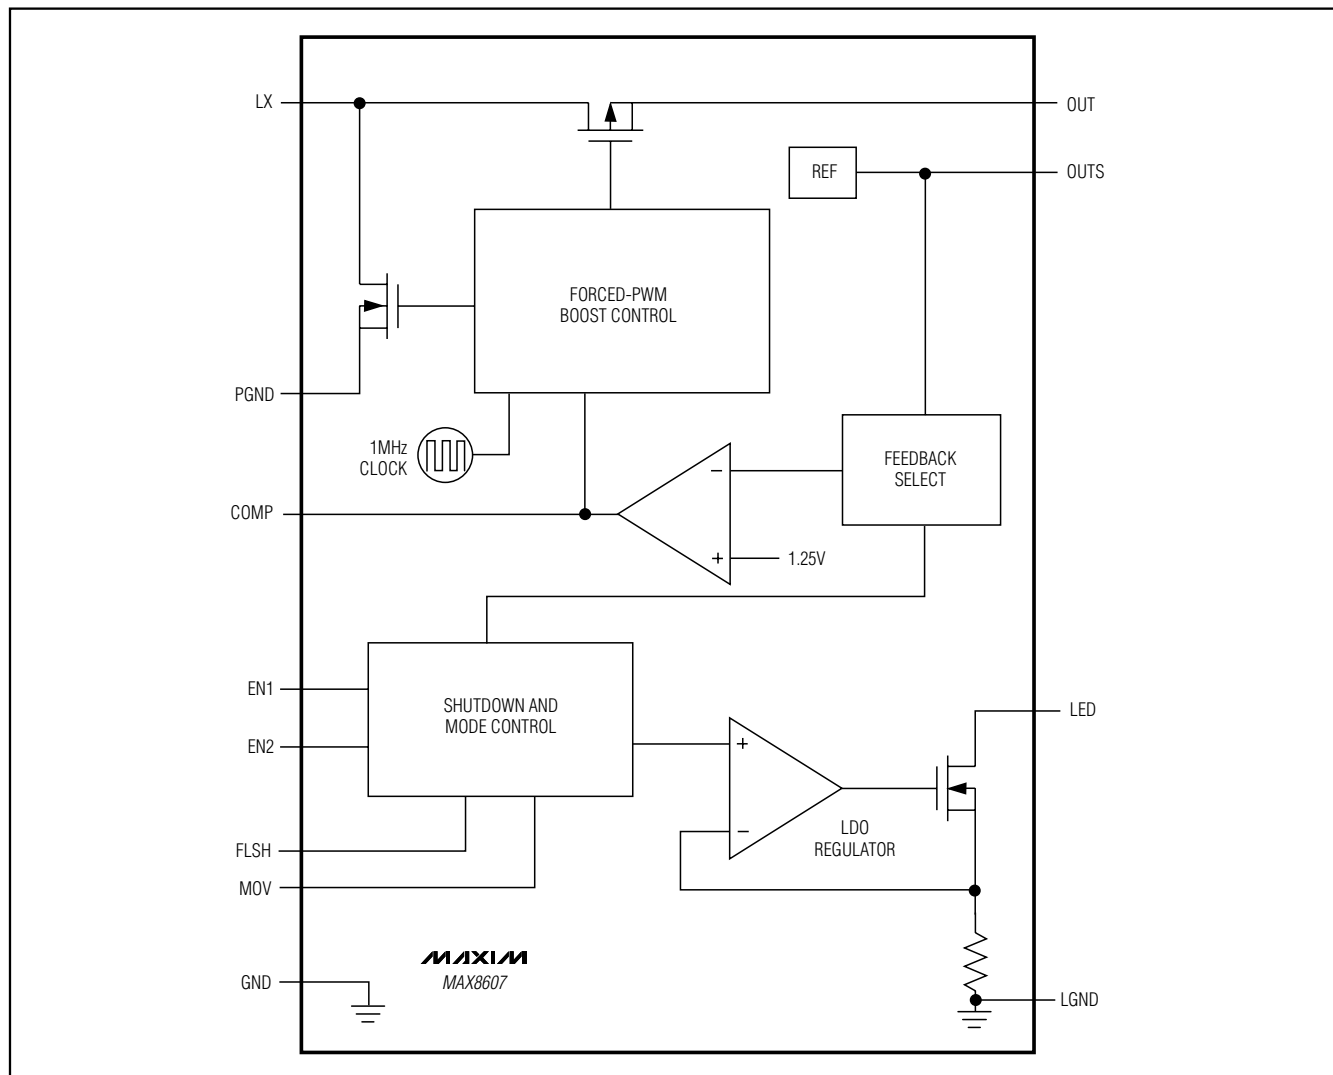 LX
OUT
REF
OUTS
FORCED-PWM
BOOST CONTROL
PGND
1MHz
CLOCK
FEEDBACK
SELECT
−
COMP
+
1.25V
EN1
SHUTDOWN AND
MODE CONTROL
LED
EN2
+
−
LDO
REGULATOR
FLSH
MOV
MAXIM
MAX8607
GND
LGND